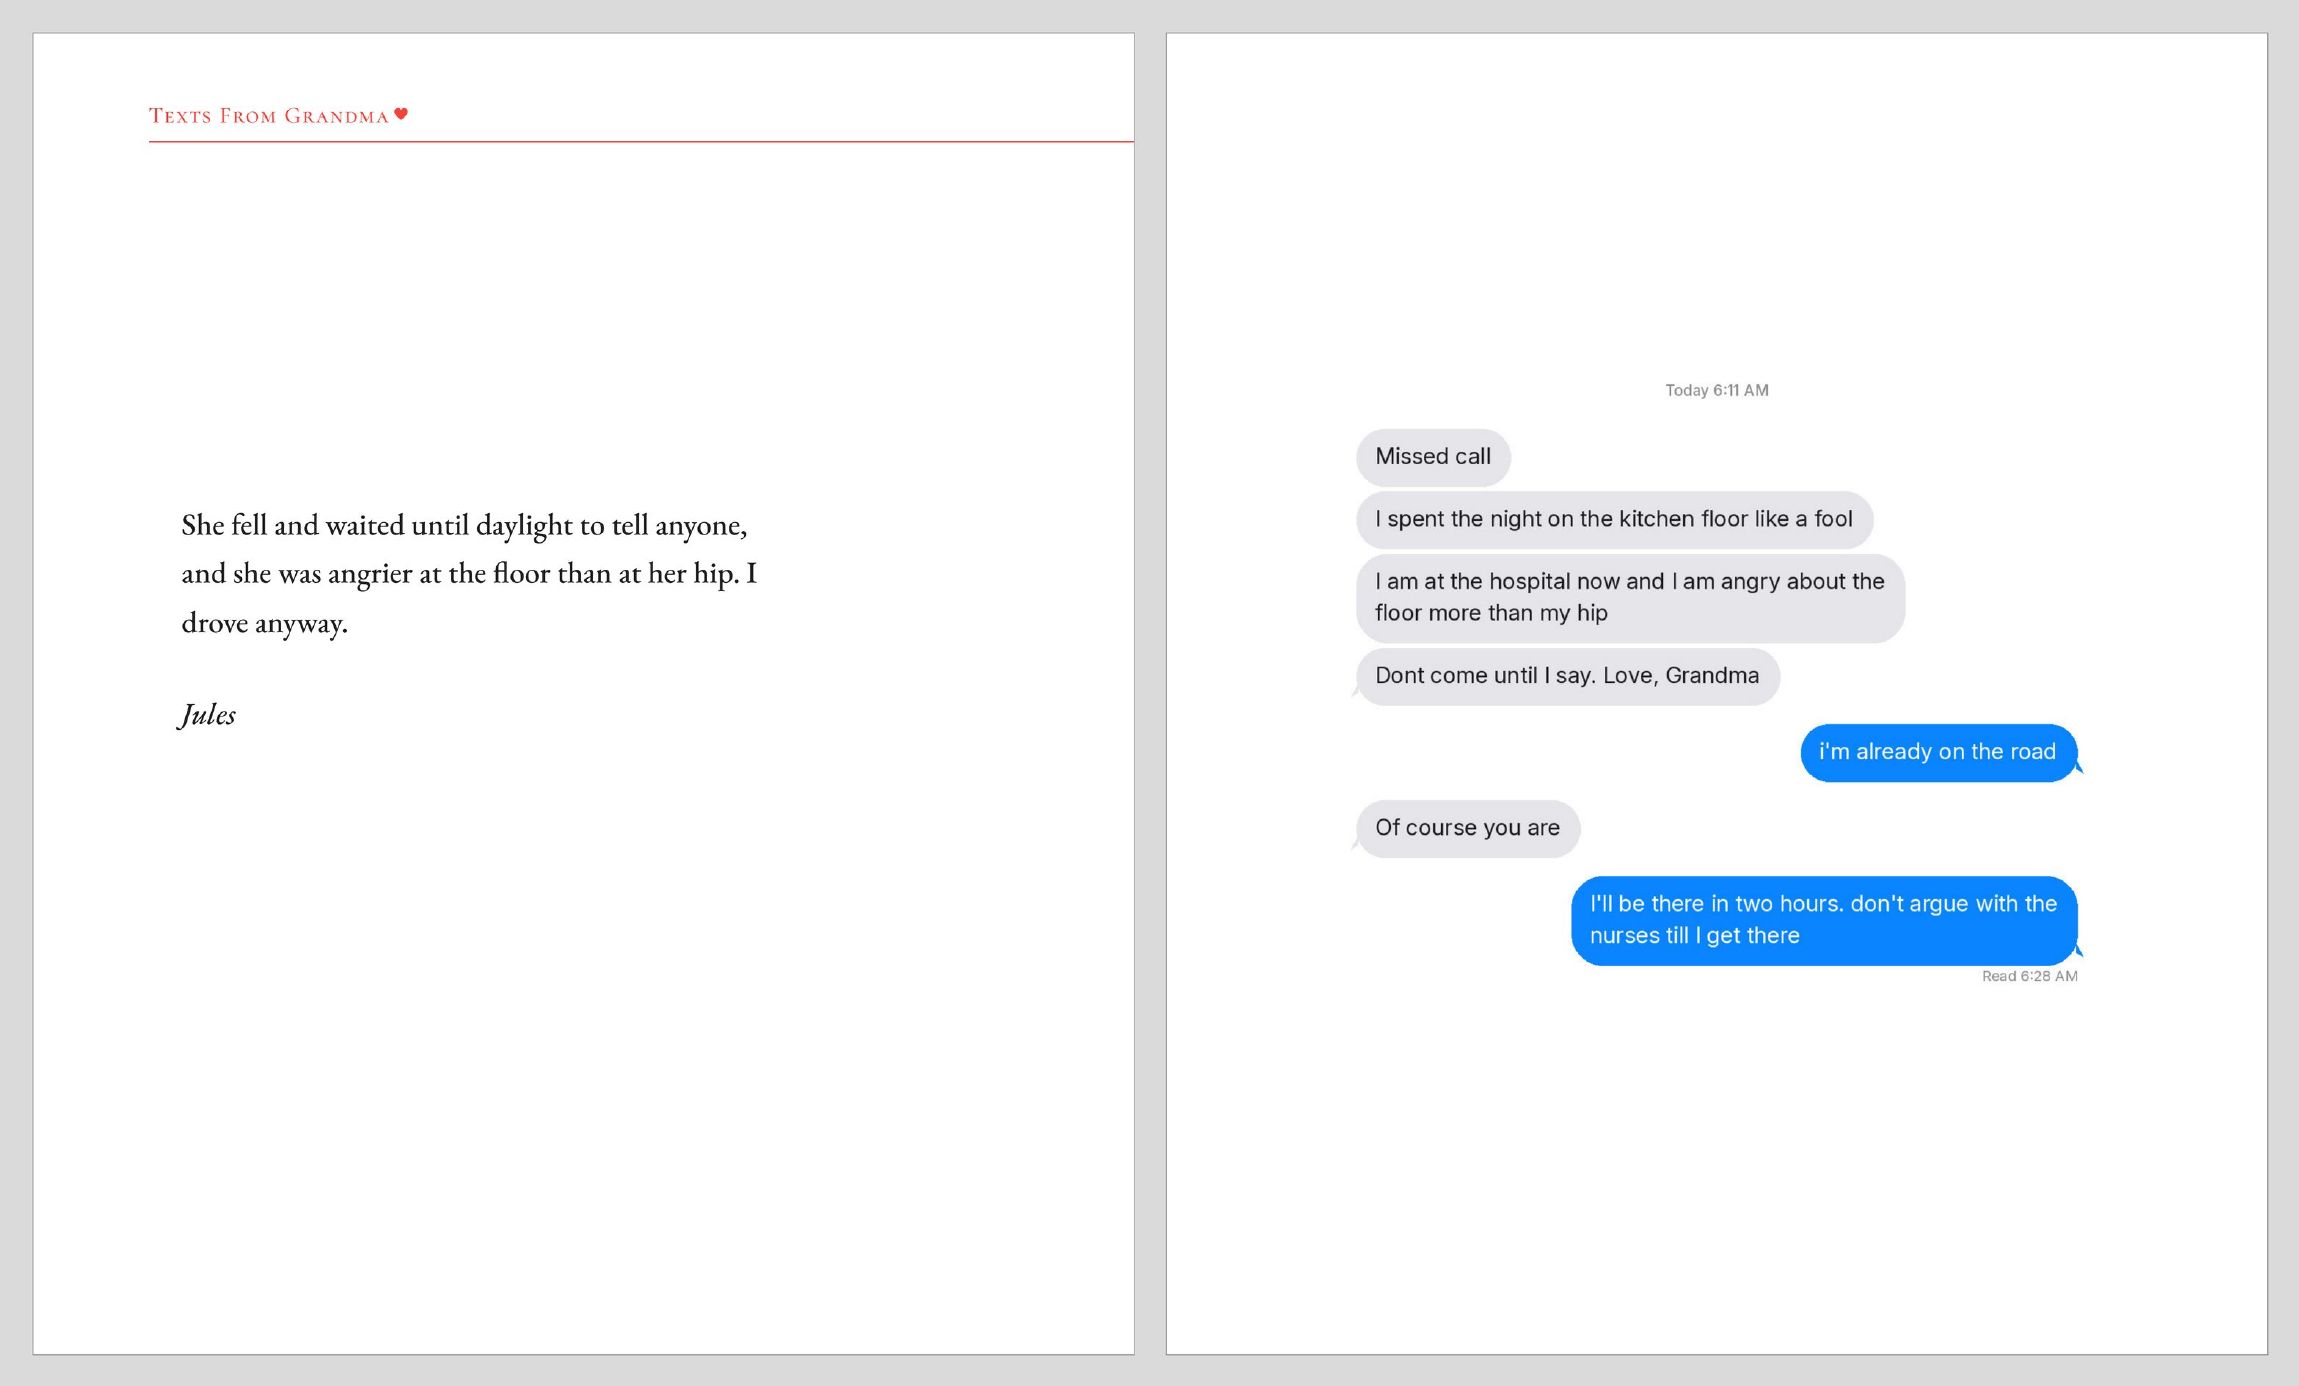 Texts From Grandma♥
She fell and waited until daylight to tell anyone,
and she was angrier at the floor than at her hip. I
drove anyway.
Jules
Today 6:11 AM
Missed call
I spent the night on the kitchen floor like a fool
I am at the hospital now and I am angry about the
floor more than my hip
Dont come until I say. Love, Grandma
i'm already on the road
Of course you are
I'll be there in two hours. don't argue with the
nurses till I get there
Read 6:28 AM